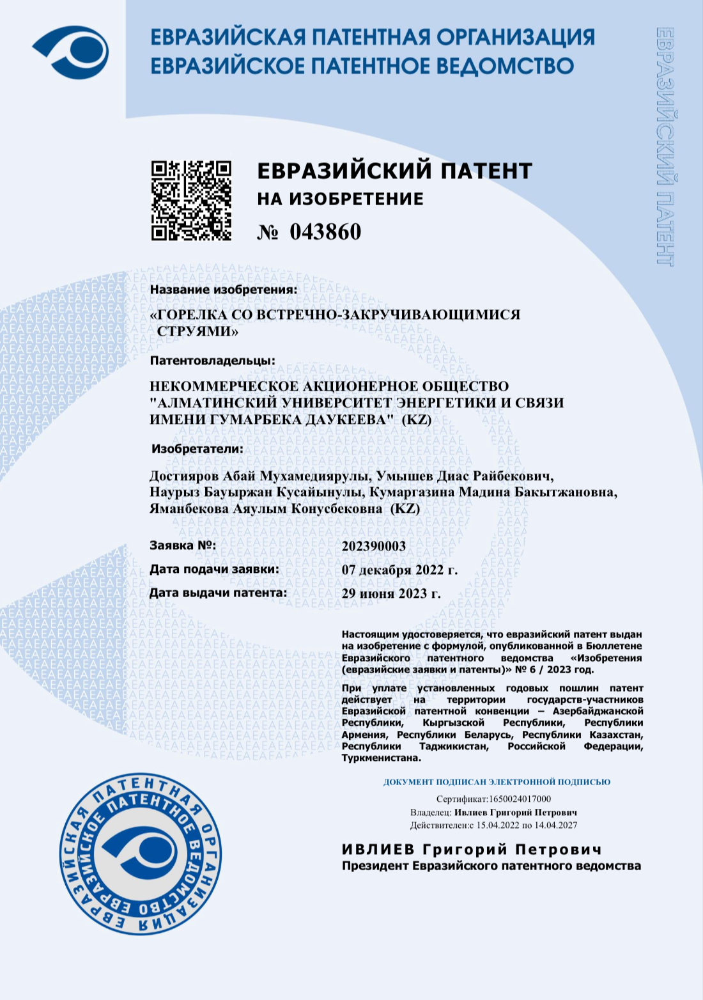 ЕВРАЗИЙСКАЯ ПАТЕНТНАЯ ОРГАНИЗАЦИЯ
ЕВРАЗИЙСКОЕ ПАТЕНТНОЕ ВЕДОМСТВО
ЕВРАЗИЙСКИЙ ПАТЕНТ
ЕВРАЗИЙСКИЙ ПАТЕНТ
НА ИЗОБРЕТЕНИЕ
№ 043860
Название изобретения:
«ГОРЕЛКА СО ВСТРЕЧНО-ЗАКРУЧИВАЮЩИМИСЯ
СТРУЯМИ»
Патентовладельцы:
НЕКОММЕРЧЕСКОЕ АКЦИОНЕРНОЕ ОБЩЕСТВО
"АЛМАТИНСКИЙ УНИВЕРСИТЕТ ЭНЕРГЕТИКИ И СВЯЗИ
ИМЕНИ ГУМАРБЕКА ДАУКЕЕВА" (KZ)
Изобретатели:
Достияров Абай Мухамедиярулы, Умышев Диас Райбекович,
Наурыз Бауыржан Кусайынулы, Кумаргазина Мадина Бакытжановна,
Яманбекова Аяулым Конусбековна (KZ)
Заявка №: 202390003
Дата подачи заявки: 07 декабря 2022 г.
Дата выдачи патента: 29 июня 2023 г.
Настоящим удостоверяется, что евразийский патент выдан
на изобретение с формулой, опубликованной в Бюллетене
Евразийского патентного ведомства «Изобретения
(евразийские заявки и патенты)» № 6 / 2023 год.
При уплате установленных годовых пошлин патент
действует на территории государств-участников
Евразийской патентной конвенции – Азербайджанской
Республики, Кыргызской Республики, Республики
Армения, Республики Беларусь, Республики Казахстан,
Республики Таджикистан, Российской Федерации,
Туркменистана.
ДОКУМЕНТ ПОДПИСАН ЭЛЕКТРОННОЙ ПОДПИСЬЮ
Сертификат:1650024017000
Владелец: Ивлиев Григорий Петрович
Действителен:с 15.04.2022 по 14.04.2027
ИВЛИЕВ Григорий Петрович
Президент Евразийского патентного ведомства
ЕВРАЗИЙСКАЯ ПАТЕНТНАЯ ОРГАНИЗАЦИЯ
ЕВРАЗИЙСКОЕ ПАТЕНТНОЕ ВЕДОМСТВО